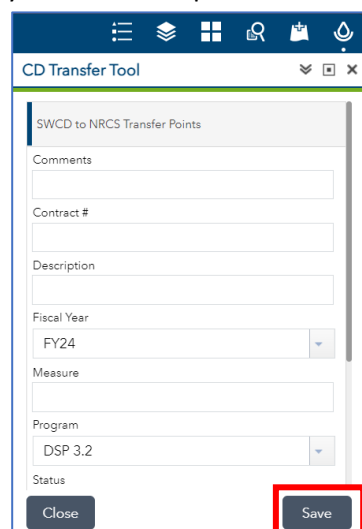 CD Transfer Tool
SWCD to NRCS Transfer Points
Comments
Contract #
Description
Fiscal Year
FY24
Measure
Program
DSP 3.2
Status
Close Save